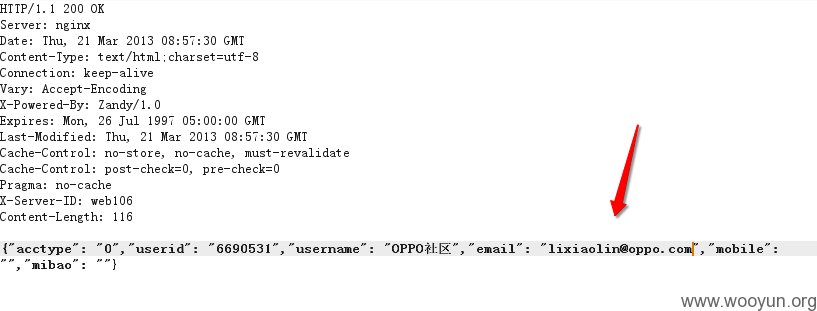 HTTP/1.1 200 OK
Server: nginx
Date: Thu, 21 Mar 2013 08:57:30 GMT
Content-Type: text/html;charset=utf-8
Connection: keep-alive
Vary: Accept-Encoding
X-Powered-By: Zandy/1.0
Expires: Mon, 26 Jul 1997 05:00:00 GMT
Last-Modified: Thu, 21 Mar 2013 08:57:30 GMT
Cache-Control: no-store, no-cache, must-revalidate
Cache-Control: post-check=0, pre-check=0
Pragma: no-cache
X-Server-ID: web106
Content-Length: 116
{"acctype": "0","userid": "6690531","username": "OPPO社区","email": "lixiaolin@oppo.com","mobile":
"","mibao": ""}
www.wooyun.org